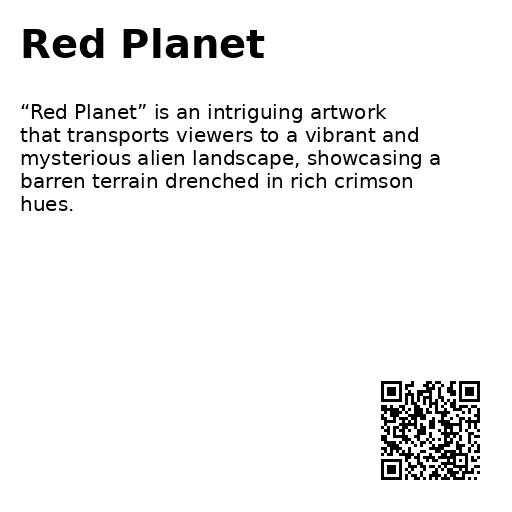 Red Planet
“Red Planet” is an intriguing artwork
that transports viewers to a vibrant and
mysterious alien landscape, showcasing a
barren terrain drenched in rich crimson
hues.